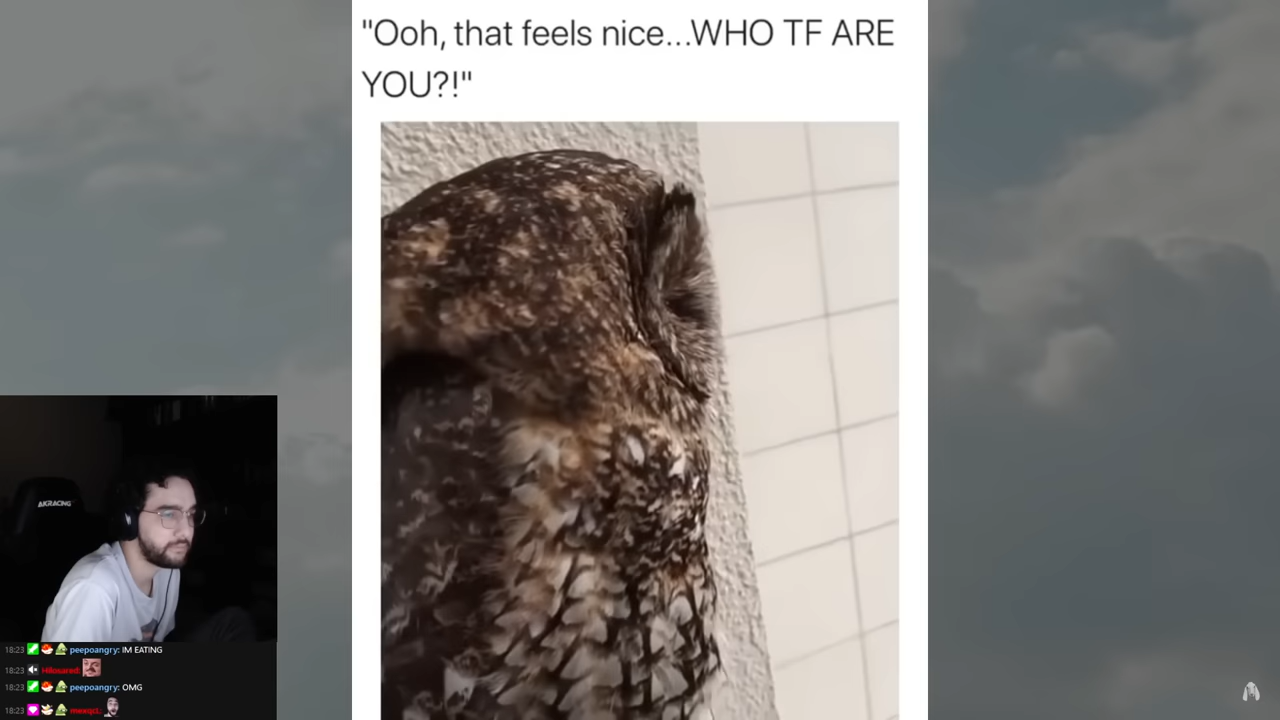 "Ooh, that feels nice...WHO TF ARE
YOU?!"
AKRACING
18:23 peepoangry: IM EATING
18:23 Hilosared:
18:23 peepoangry: OMG
18:23